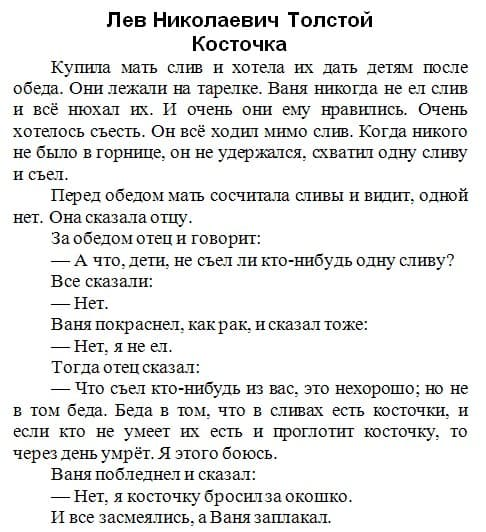 Лев Николаевич Толстой
Косточка
Купила мать слив и хотела их дать детям после
обеда. Они лежали на тарелке. Ваня никогда не ел слив
и всё нюхал их. И очень они ему нравились. Очень
хотелось съесть. Он всё ходил мимо слив. Когда никого
не было в горнице, он не удержался, схватил одну сливу
и съел.
Перед обедом мать сосчитала сливы и видит, одной
нет. Она сказала отцу.
За обедом отец и говорит:
— А что, дети, не съел ли кто-нибудь одну сливу?
Все сказали:
— Нет.
Ваня покраснел, как рак, и сказал тоже:
— Нет, я не ел.
Тогда отец сказал:
— Что съел кто-нибудь из вас, это нехорошо; но не
в том беда. Беда в том, что в сливах есть косточки, и
если кто не умеет их есть и проглотит косточку, то
через день умрёт. Я этого боюсь.
Ваня побледнел и сказал:
— Нет, я косточку бросил за окошко.
И все засмеялись, а Ваня заплакал.